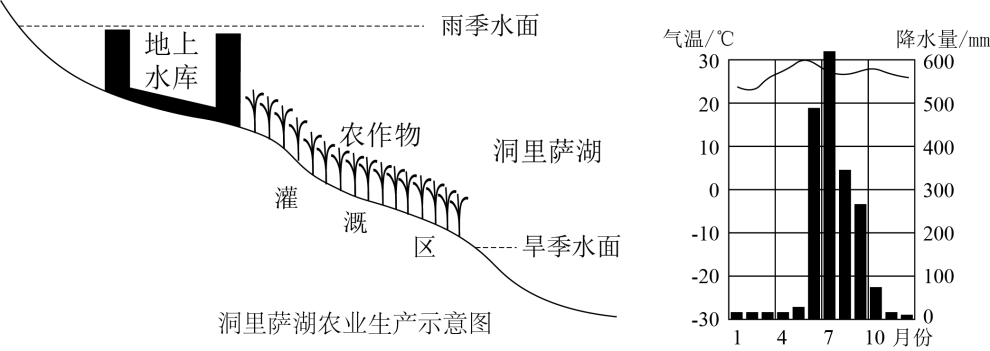 雨季水面
地上
水库
农作物
洞里萨湖
灌
溉
区
旱季水面
洞里萨湖农业生产示意图
气温/℃ 降水量/mm
30 600
20 500
10 400
0 300
-10 200
-20 100
-30 0
1 4 7 10 月份